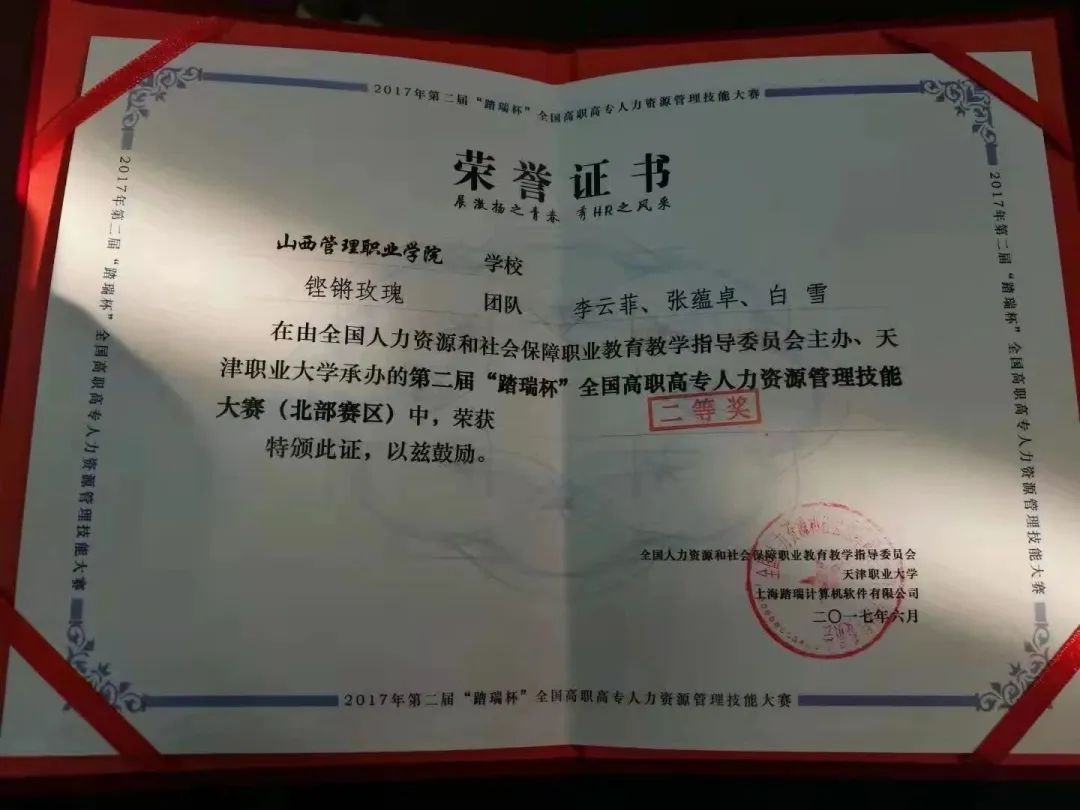 2017年第二届“踏瑞杯”全国高职高专人力资源管理技能大赛
2017年第二届“踏瑞杯”全国高职高专人力资源管理技能大赛
2017年第二届“踏瑞杯”全国高职高专人力资源管理技能大赛
荣誉证书
展激扬之青春 秀HR之风采
山西管理职业学院 学校
铿锵玫瑰 团队 李云菲、张蕴卓、白 雪
在由全国人力资源和社会保障职业教育教学指导委员会主办、天
津职业大学承办的第二届“踏瑞杯”全国高职高专人力资源管理技能
大赛（北部赛区）中，荣获 二等奖
特颁此证，以兹鼓励。
全国人力资源和社会保障职业教育教学指导委员会
天津职业大学
上海踏瑞计算机软件有限公司
二〇一七年六月
2017年第二届“踏瑞杯”全国高职高专人力资源管理技能大赛